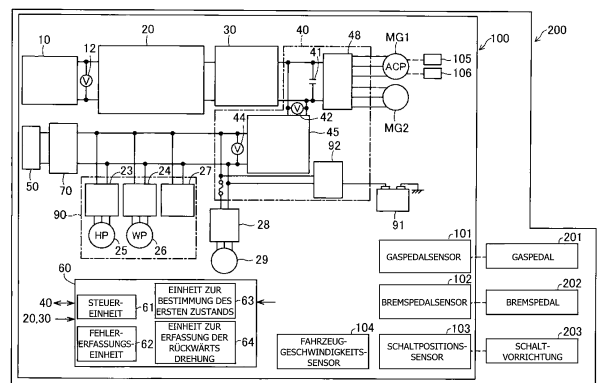 10
12
V
20
30
40
41
48
MG1
ACP
105
106
100
200
MG2
V
42
44
V
45
92
50
70
23
24
27
90
HP
WP
25
26
28
29
91
60
40
20,30
STEUER-
EINHEIT
61
FEHLER-
ERFASSUNGS-
EINHEIT
62
EINHEIT ZUR
BESTIMMUNG DES
ERSTEN ZUSTANDS
63
EINHEIT ZUR
ERFASSUNG DER
RÜCKWÄRTS
DREHUNG
64
104
FAHRZEUG-
GESCHWINDIGKEITS-
SENSOR
101
GASPEDALSENSOR
201
GASPEDAL
102
BREMSPEDALSENSOR
202
BREMSPEDAL
103
SCHALTPOSITIONS-
SENSOR
203
SCHALT-
VORRICHTUNG